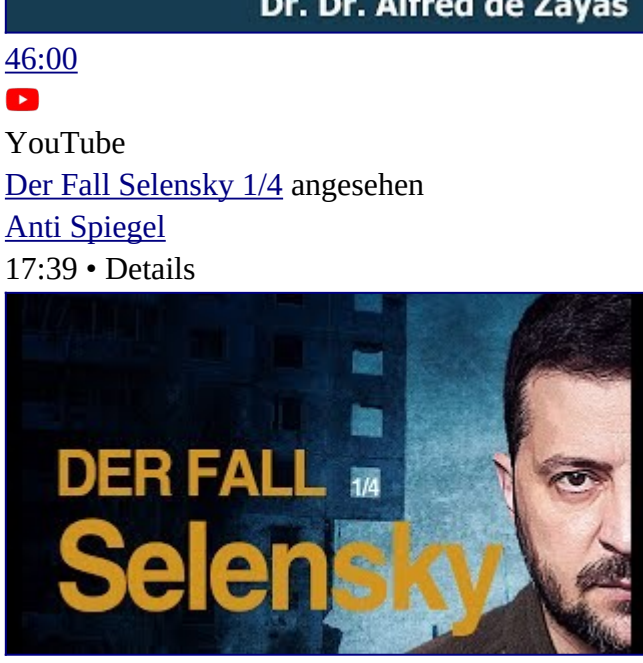 Dr. Dr. Alfred de Zayas
46:00
YouTube
Der Fall Selensky 1/4 angesehen
Anti Spiegel
17:39 • Details
DER FALL 1/4
Selensky